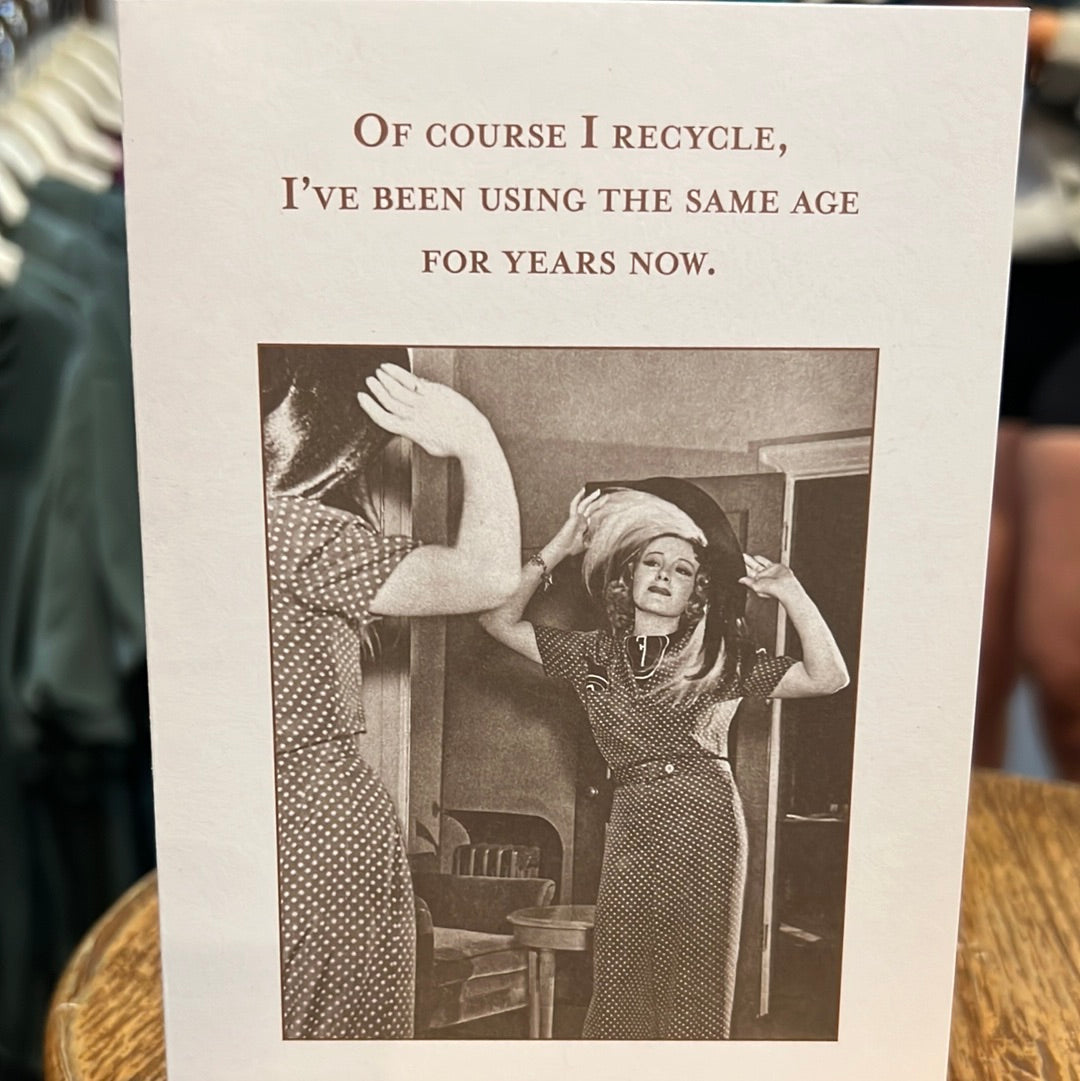 Of course I recycle,
I've been using the same age
for years now.